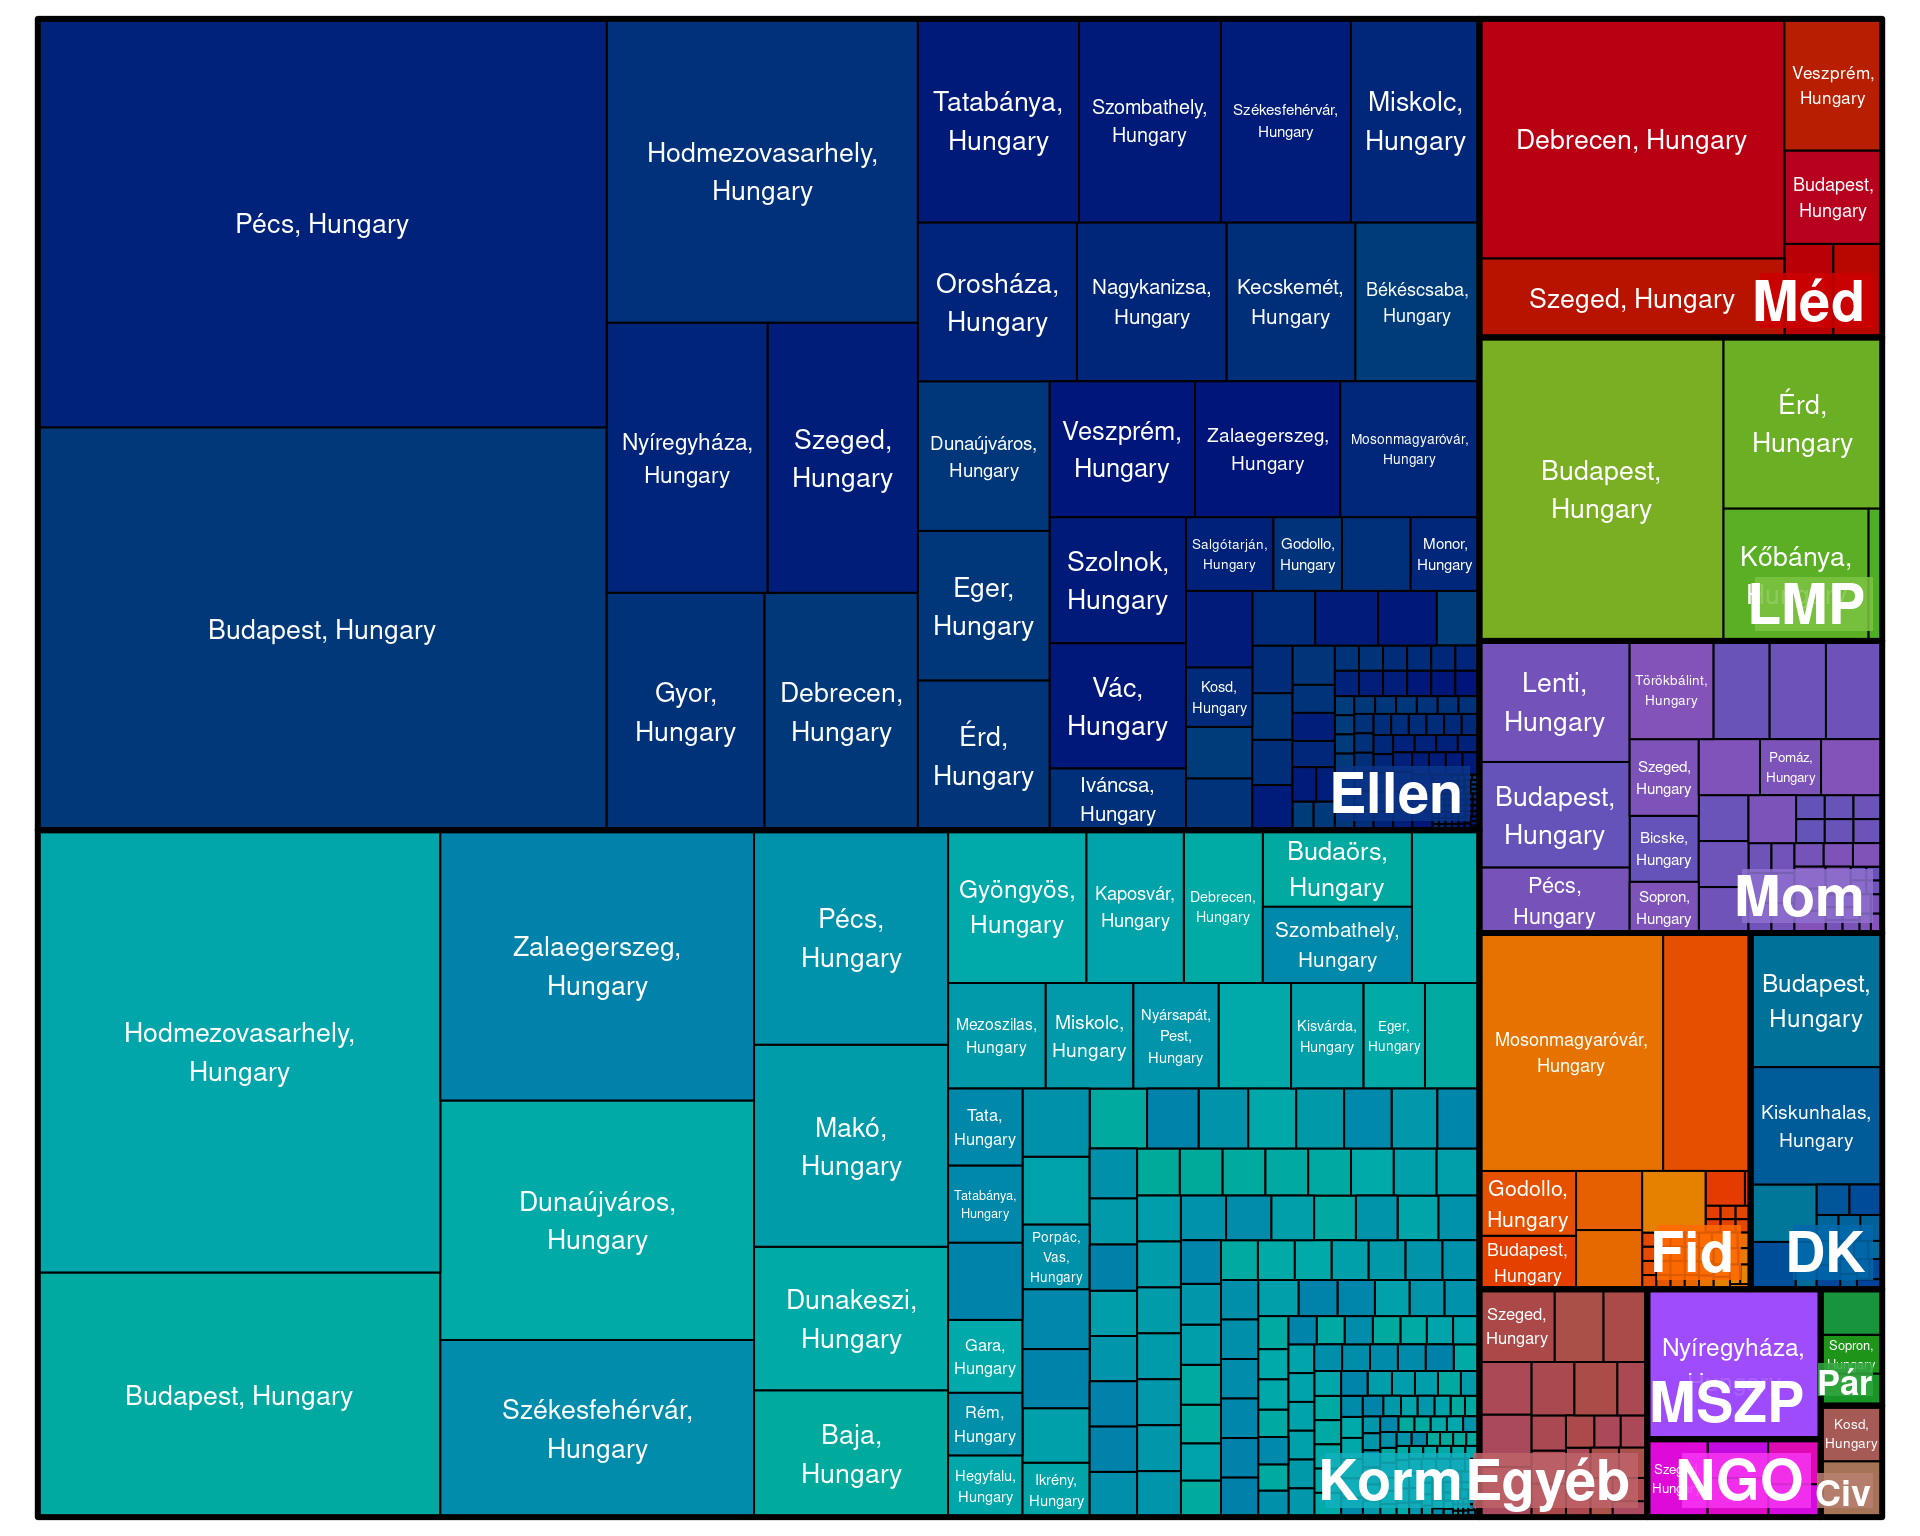 Pécs, Hungary
Budapest, Hungary
Hodmezovasarhely,
Hungary
Nyíregyháza,
Hungary
Szeged,
Hungary
Gyor,
Hungary
Debrecen,
Hungary
Tatabánya,
Hungary
Szombathely,
Hungary
Székesfehérvár,
Hungary
Miskolc,
Hungary
Orosháza,
Hungary
Nagykanizsa,
Hungary
Kecskemét,
Hungary
Békéscsaba,
Hungary
Dunaújváros,
Hungary
Eger,
Hungary
Érd,
Hungary
Veszprém,
Hungary
Zalaegerszeg,
Hungary
Mosonmagyaróvár,
Hungary
Szolnok,
Hungary
Vác,
Hungary
Iváncsa,
Hungary
Salgótarján,
Hungary
Godollo,
Hungary
Monor,
Hungary
Kosd,
Hungary
Ellen
Hodmezovasarhely,
Hungary
Budapest, Hungary
Zalaegerszeg,
Hungary
Dunaújváros,
Hungary
Székesfehérvár,
Hungary
Pécs,
Hungary
Makó,
Hungary
Dunakeszi,
Hungary
Baja,
Hungary
Gyöngyös,
Hungary
Kaposvár,
Hungary
Debrecen,
Hungary
Budaörs,
Hungary
Szombathely,
Hungary
Mezoszilas,
Hungary
Miskolc,
Hungary
Nyársapát,
Pest,
Hungary
Kisvárda,
Hungary
Eger,
Hungary
Tata,
Hungary
Tatabánya,
Hungary
Porpác,
Vas,
Hungary
Gara,
Hungary
Rém,
Hungary
Hegyfalu,
Hungary
Ikrény,
Hungary
Korm
Debrecen, Hungary
Szeged, Hungary
Veszprém,
Hungary
Budapest,
Hungary
Méd
Budapest,
Hungary
Érd,
Hungary
Kőbánya,
LMP
Lenti,
Hungary
Budapest,
Hungary
Pécs,
Hungary
Törökbálint,
Hungary
Szeged,
Hungary
Bicske,
Hungary
Sopron,
Hungary
Pomáz,
Hungary
Mom
Mosonmagyaróvár,
Hungary
Godollo,
Hungary
Budapest,
Hungary
Fid
Budapest,
Hungary
Kiskunhalas,
Hungary
DK
Szeged,
Hungary
Egyéb
Nyíregyháza,
MSZP
NGO
Sopron,
Pár
Kosd,
Hungary
Civ